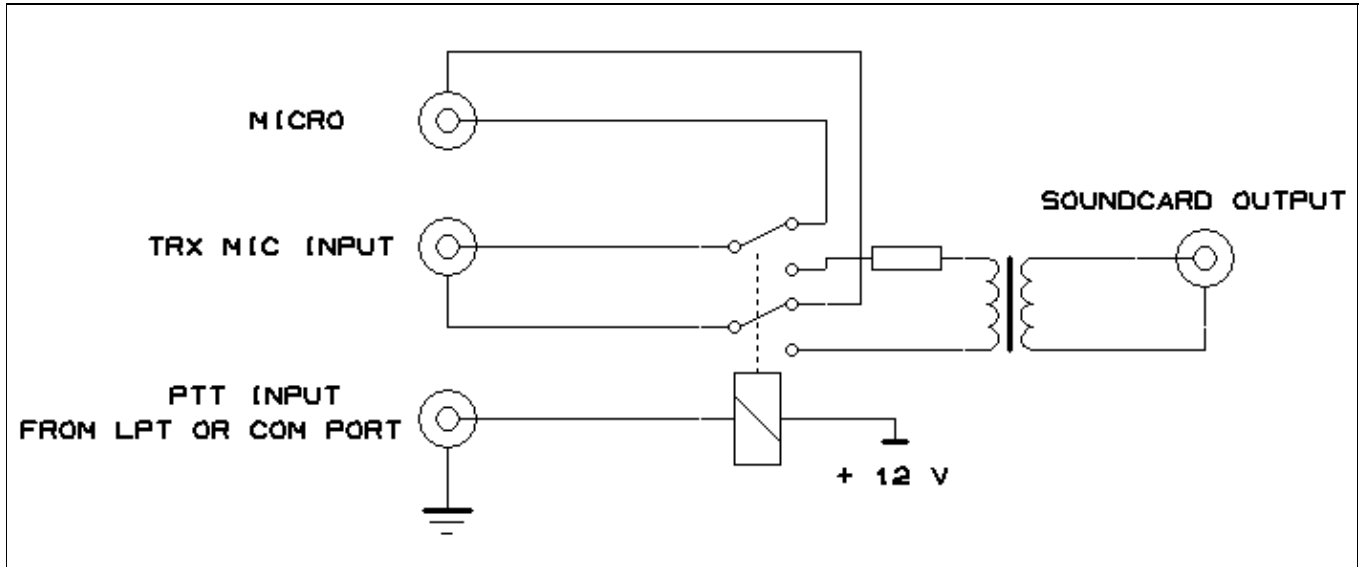 MICRO
SOUNDCARD OUTPUT
TRX MIC INPUT
PTT INPUT
FROM LPT OR COM PORT
+ 12 V